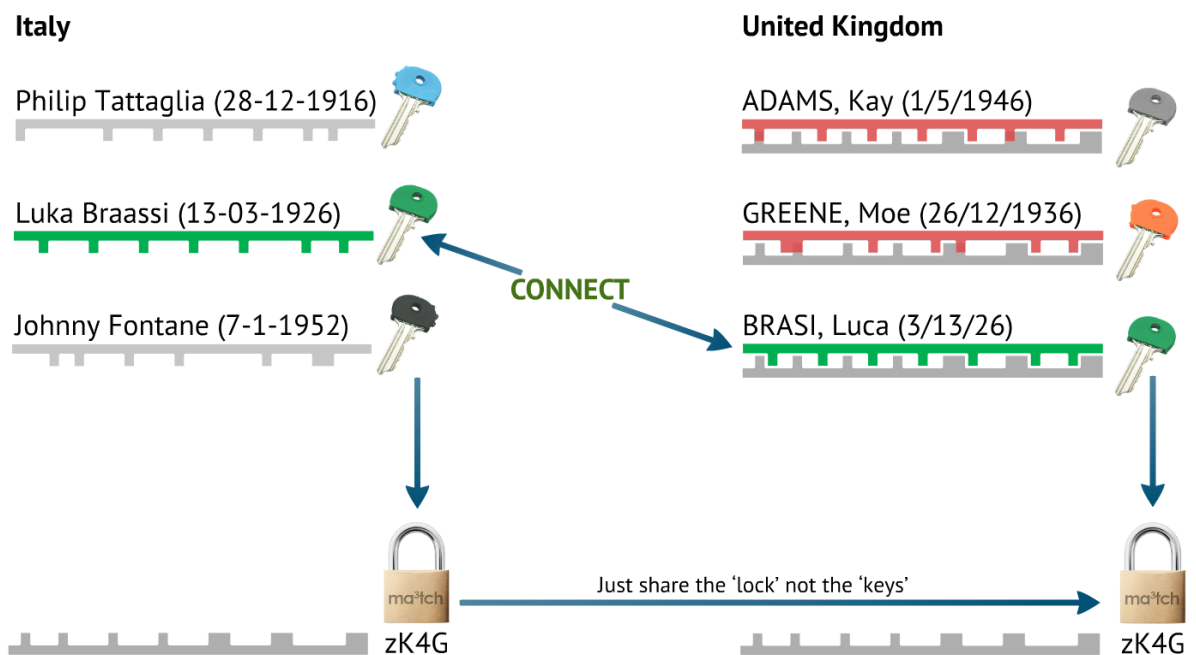 Italy
United Kingdom
Philip Tattaglia (28-12-1916)
ADAMS, Kay (1/5/1946)
Luka Braassi (13-03-1926)
GREENE, Moe (26/12/1936)
CONNECT
Johnny Fontane (7-1-1952)
BRASI, Luca (3/13/26)
Just share the ‘lock’ not the ‘keys’
ma³tch
ma³tch
zK4G
zK4G